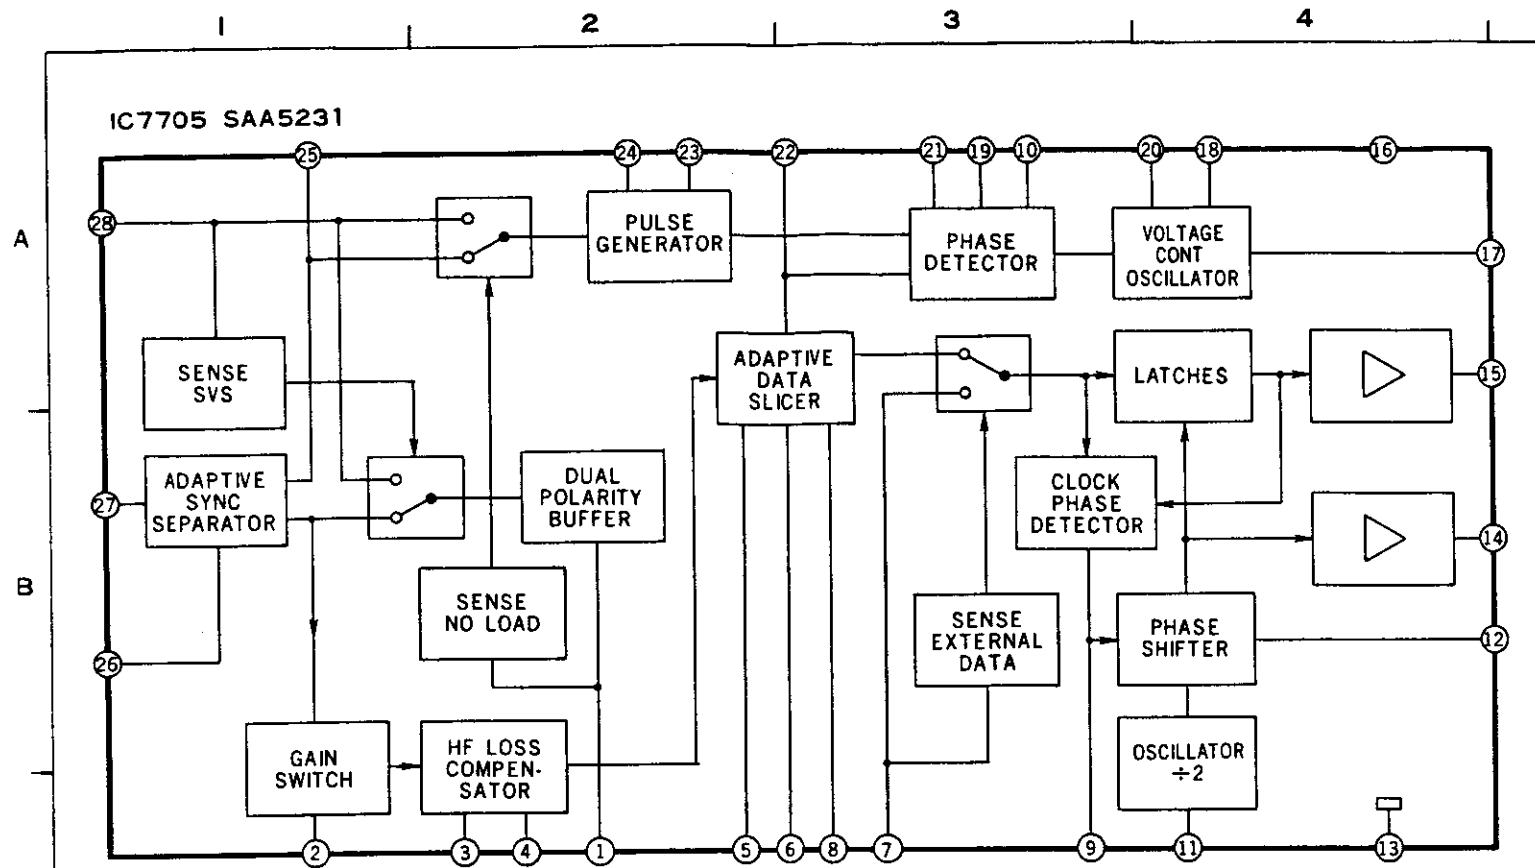 1 2 3 4
IC7705 SAA5231
25 24 23 22 21 19 10 20 18 16
28
A
PULSE
GENERATOR
PHASE
DETECTOR
VOLTAGE
CONT
OSCILLATOR
17
SENSE
SVS
ADAPTIVE
DATA
SLICER
LATCHES
15
27
ADAPTIVE
SYNC
SEPARATOR
DUAL
POLARITY
BUFFER
CLOCK
PHASE
DETECTOR
14
B
SENSE
NO LOAD
SENSE
EXTERNAL
DATA
PHASE
SHIFTER
12
26
GAIN
SWITCH
HF LOSS
COMPEN-
SATOR
OSCILLATOR
÷2
2 3 4 1 5 6 8 7 9 11 13